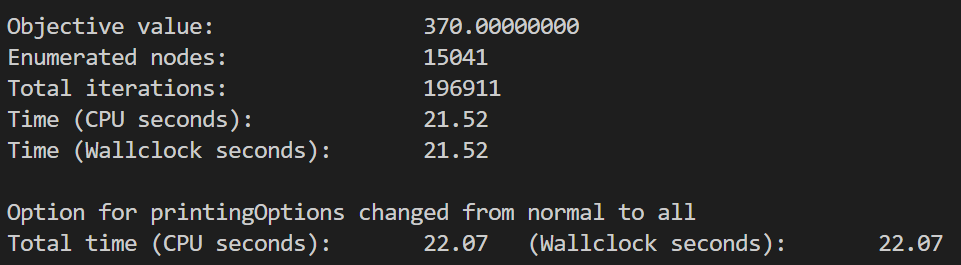 Objective value:                370.00000000
Enumerated nodes:               15041
Total iterations:               196911
Time (CPU seconds):             21.52
Time (Wallclock seconds):       21.52

Option for printingOptions changed from normal to all
Total time (CPU seconds):       22.07   (Wallclock seconds):       22.07